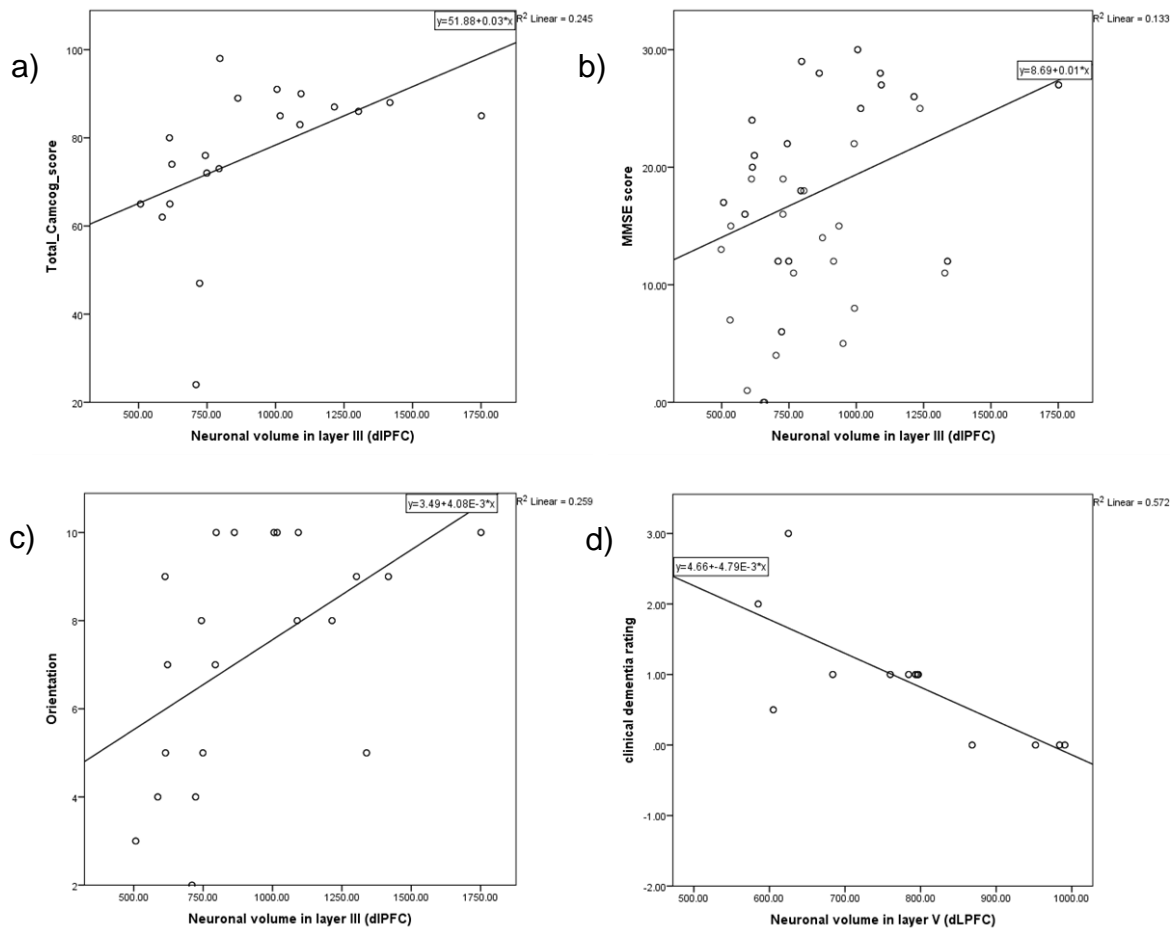 a)
y=51.88+0.03*x
R2 Linear = 0.245
100
80
60
40
20
Total_Camcog_score
500.00 750.00 1000.00 1250.00 1500.00 1750.00
Neuronal volume in layer III (dlPFC)
b)
R2 Linear = 0.133
y=8.69+0.01*x
30.00
20.00
10.00
.00
MMSE score
500.00 750.00 1000.00 1250.00 1500.00 1750.00
Neuronal volume in layer III (dlPFC)
c)
y=3.49+4.08E-3*x
R2 Linear = 0.259
10
8
6
4
2
Orientation
500.00 750.00 1000.00 1250.00 1500.00 1750.00
Neuronal volume in layer III (dlPFC)
d)
R2 Linear = 0.572
y=4.66+-4.79E-3*x
3.00
2.00
1.00
.00
-1.00
-2.00
clinical dementia rating
500.00 600.00 700.00 800.00 900.00 1000.00
Neuronal volume in layer V (dLPFC)